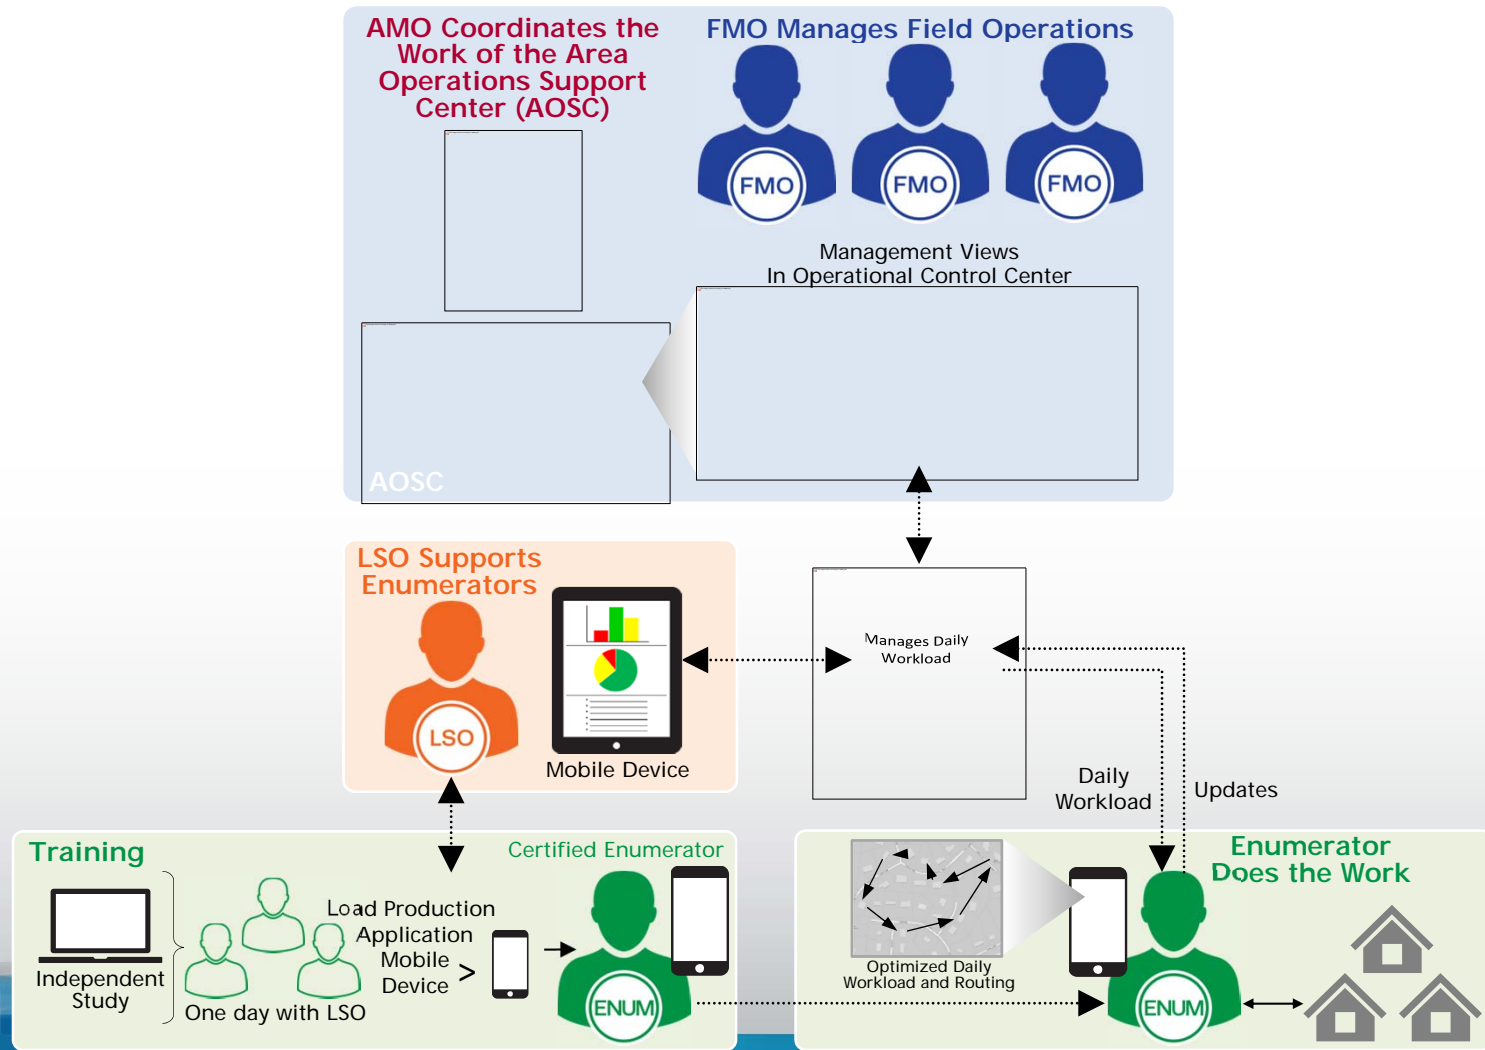 AMO Coordinates the
Work of the Area
Operations Support
Center (AOSC)
FMO Manages Field Operations
FMO
FMO
FMO
Management Views
In Operational Control Center
AOSC
LSO Supports
Enumerators
LSO
Mobile Device
Manages Daily
Workload
Daily
Workload
Updates
Training
Independent
Study
One day with LSO
Load Production
Application
Mobile
Device >
Certified Enumerator
ENUM
Optimized Daily
Workload and Routing
Enumerator
Does the Work
ENUM